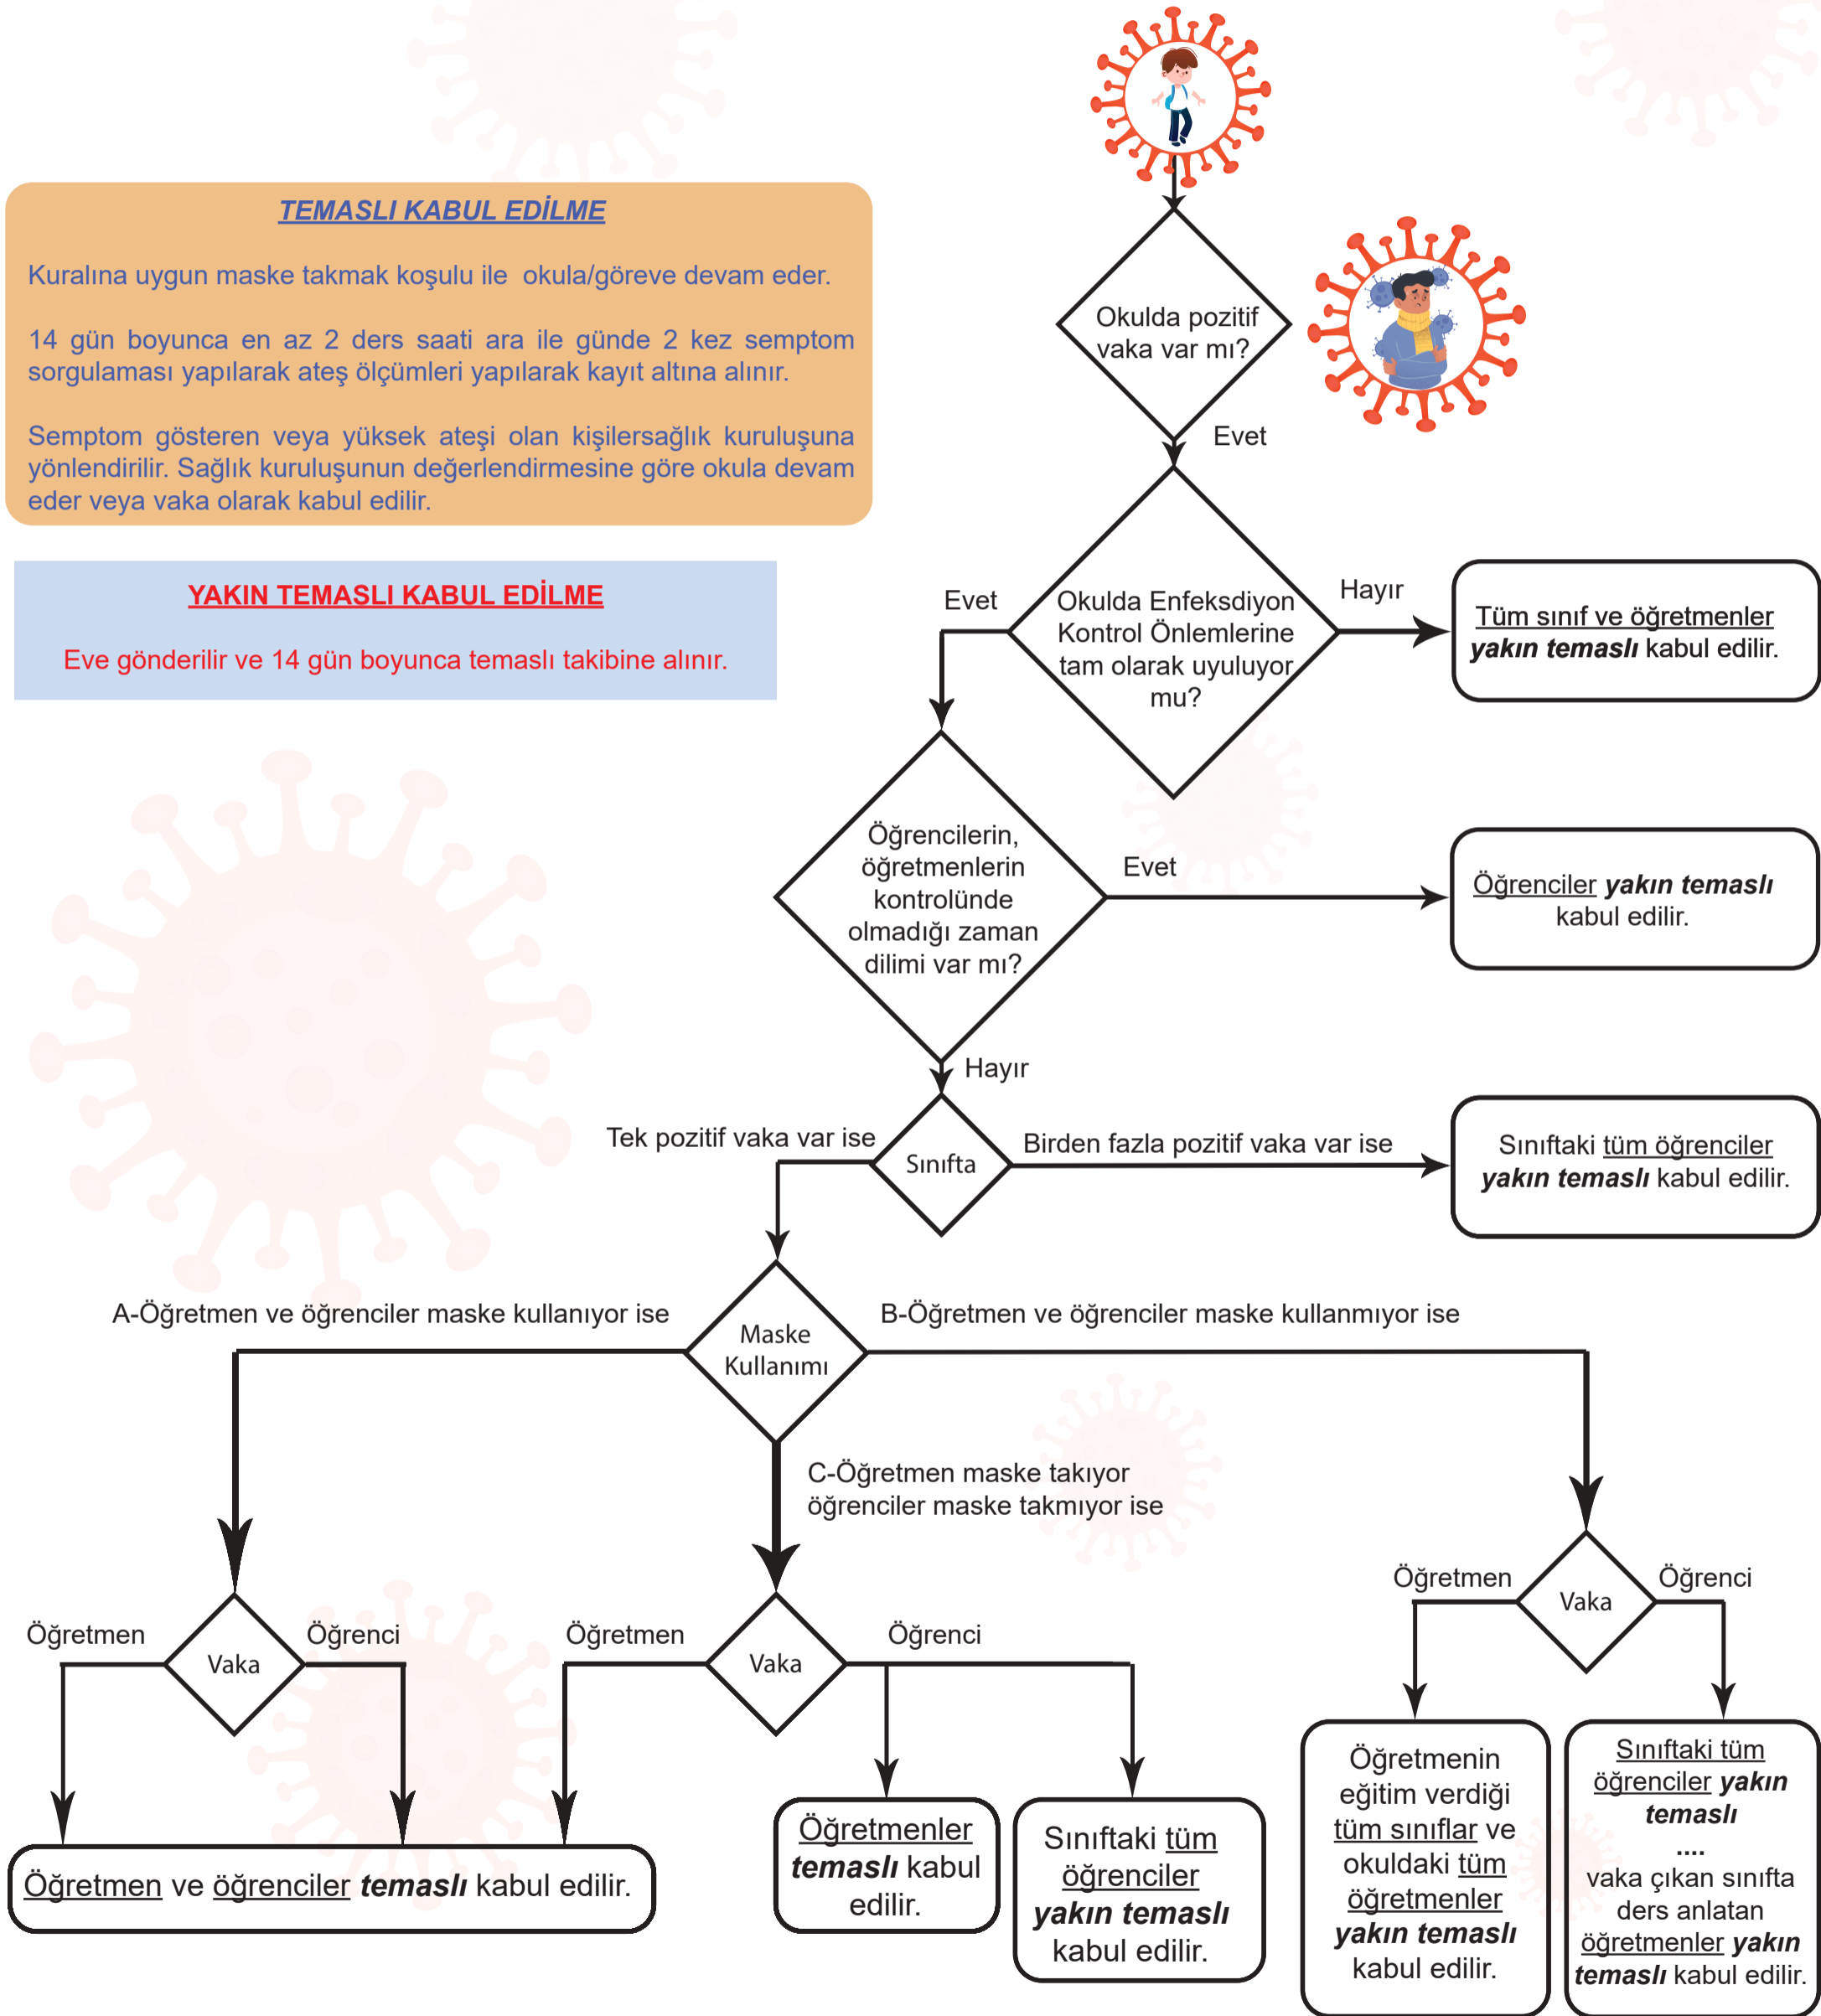 TEMASLI KABUL EDİLME
Kuralına uygun maske takmak koşulu ile okula/göreve devam eder.
14 gün boyunca en az 2 ders saati ara ile günde 2 kez semptom
sorgulaması yapılarak ateş ölçümleri yapılarak kayıt altına alınır.
Semptom gösteren veya yüksek ateşi olan kişilersağlık kuruluşuna
yönlendirilir. Sağlık kuruluşunun değerlendirmesine göre okula devam
eder veya vaka olarak kabul edilir.
YAKIN TEMASLI KABUL EDİLME
Eve gönderilir ve 14 gün boyunca temaslı takibine alınır.
Okulda pozitif
vaka var mı?
Evet
Evet
Okulda Enfeksdiyon
Kontrol Önlemlerine
tam olarak uyuluyor
mu?
Hayır
Tüm sınıf ve öğretmenler
yakın temaslı kabul edilir.
Öğrencilerin,
öğretmenlerin
kontrolünde
olmadığı zaman
dilimi var mı?
Evet
Öğrenciler yakın temaslı
kabul edilir.
Hayır
Tek pozitif vaka var ise
Sınıfta
Birden fazla pozitif vaka var ise
Sınıftaki tüm öğrenciler
yakın temaslı kabul edilir.
A-Öğretmen ve öğrenciler maske kullanıyor ise
Maske
Kullanımı
B-Öğretmen ve öğrenciler maske kullanmıyor ise
C-Öğretmen maske takıyor
öğrenciler maske takmıyor ise
Öğretmen
Vaka
Öğrenci
Öğretmen
Vaka
Öğrenci
Öğretmen
Vaka
Öğrenci
Öğretmen ve öğrenciler temaslı kabul edilir.
Öğretmenler
temaslı kabul
edilir.
Sınıftaki tüm
öğrenciler
yakın temaslı
kabul edilir.
Öğretmenin
eğitim verdiği
tüm sınıflar ve
okuldaki tüm
öğretmenler
yakın temaslı
kabul edilir.
Sınıftaki tüm
öğrenciler yakın
temaslı
....
vaka çıkan sınıfta
ders anlatan
öğretmenler yakın
temaslı kabul edilir.